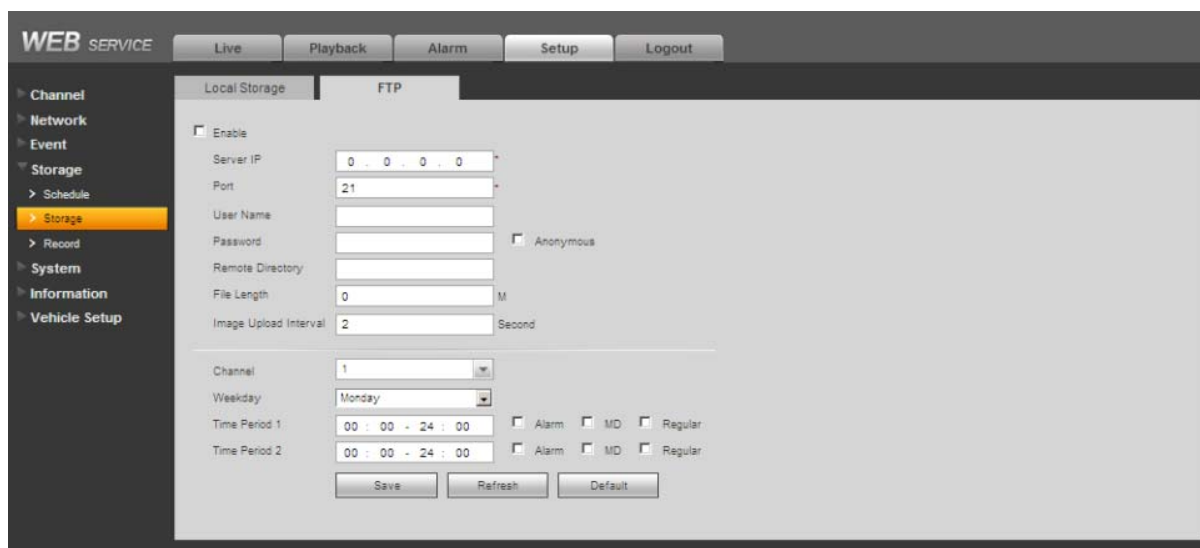 WEB SERVICE
Live Playback Alarm Setup Logout
Local Storage FTP
Channel
Network
Event
Storage
> Schedule
> Storage
> Record
System
Information
Vehicle Setup
Enable
Server IP 0 . 0 . 0 . 0 *
Port 21 *
User Name
Password Anonymous
Remote Directory
File Length 0 M
Image Upload Interval 2 Second
Channel 1
Weekday Monday
Time Period 1 00 : 00 - 24 : 00 Alarm MD Regular
Time Period 2 00 : 00 - 24 : 00 Alarm MD Regular
Save Refresh Default